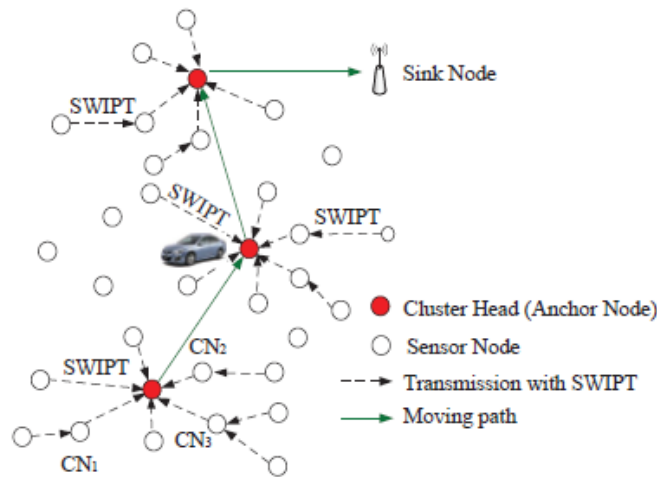 SWIPT
Sink Node
SWIPT
SWIPT
Cluster Head (Anchor Node)
CN2
Sensor Node
SWIPT
Transmission with SWIPT
Moving path
CN3
CN1